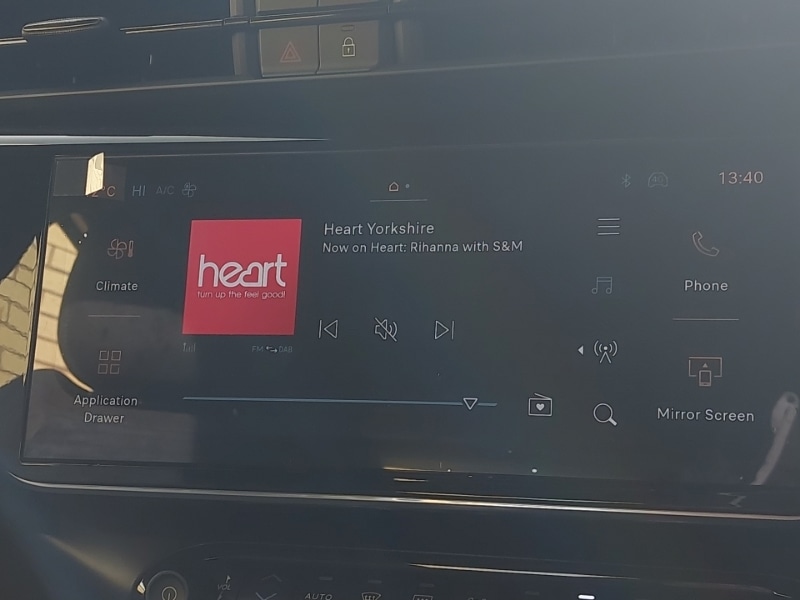 °C HI A/C
13:40
heart
turn up the feel good!
Heart Yorkshire
Now on Heart: Rihanna with S&M
Climate
Phone
FM DAB
Application
Drawer
Mirror Screen
VOL
AUTO